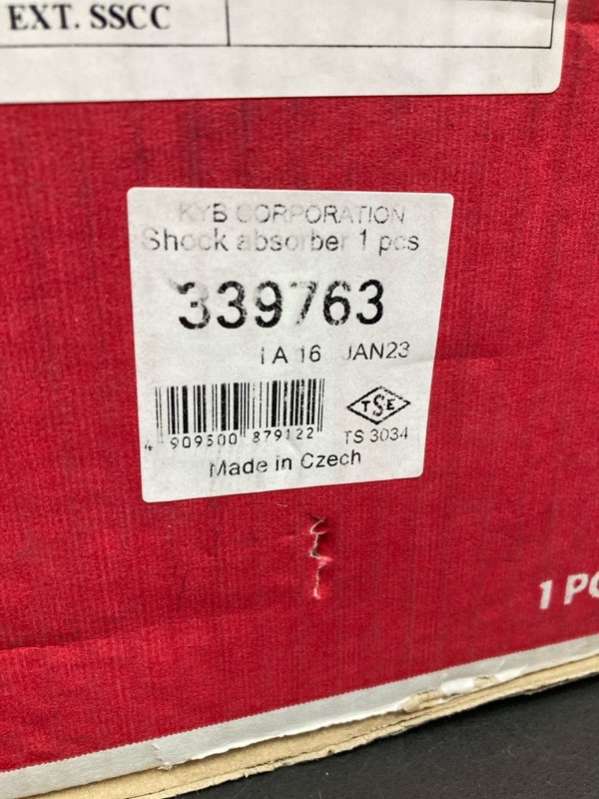 EXT. SSCC
KYB CORPORATION
Shock absorber 1 pcs
339763
1A 16 JAN23
TSE
4 909500 879122
TS 3034
Made in Czech
1 PC